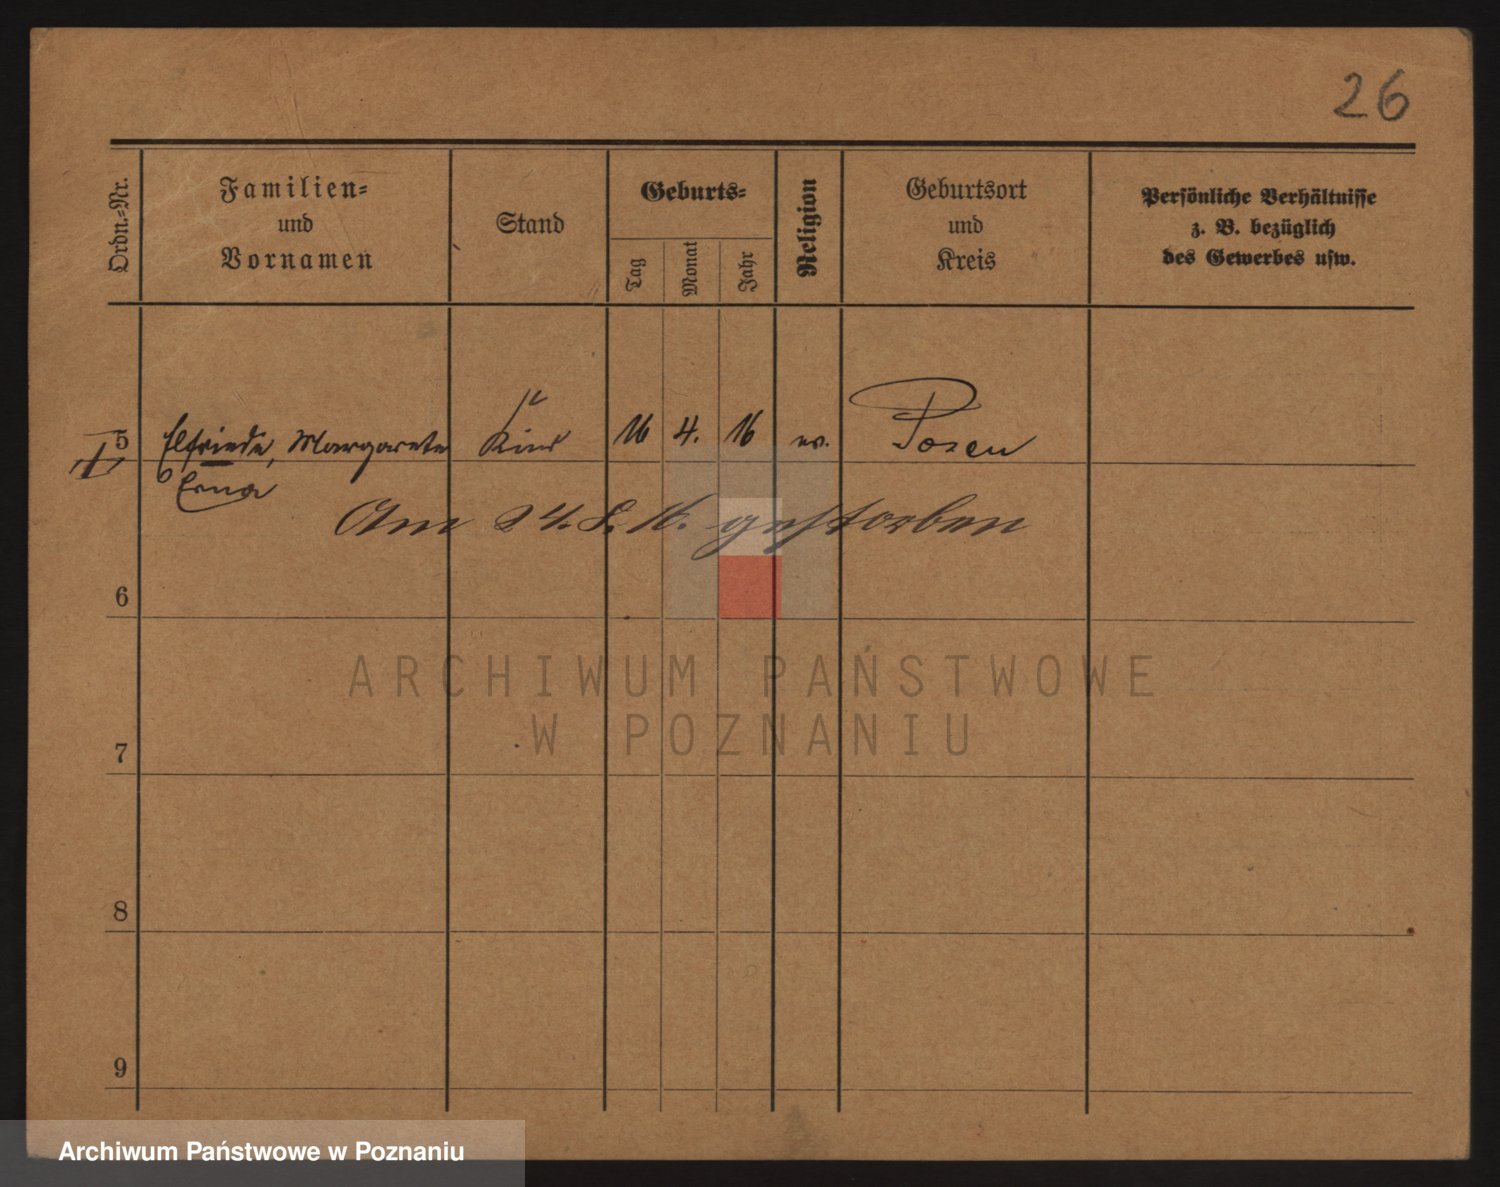 26
Ordn.=Nr.
Familien=
und
Vornamen
Stand
Geburts=
Tag
Monat
Jahr
Religion
Geburtsort
und
Kreis
Persönliche Verhältnisse
z. B. bezüglich
des Gewerbes usw.
5 Elfriede, Margarete Kind 16 4. 16 ev. Posen
Erna
Am 24. 8. 16. gestorben
6
ARCHIWUM PAŃSTWOWE
W POZNANIU
7
8
9
Archiwum Państwowe w Poznaniu